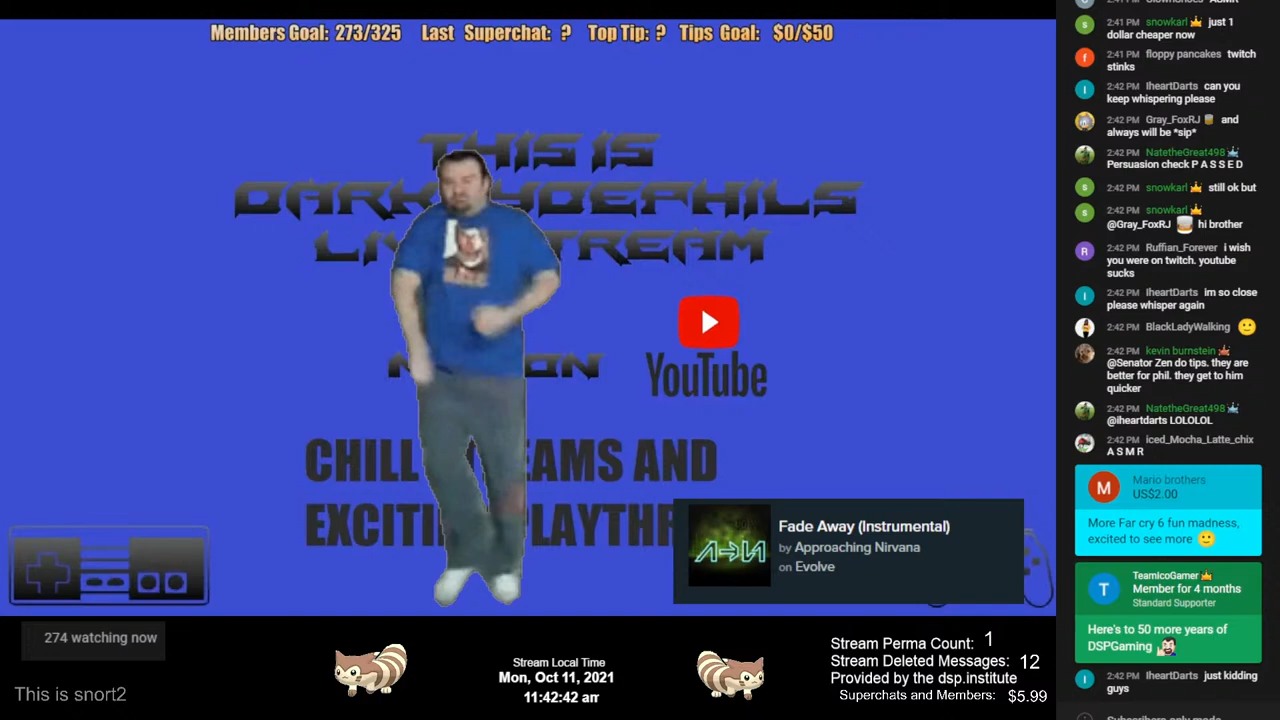 Members Goal: 273/325 Last Superchat: ? Top Tip: ? Tips Goal: $0/$50
THIS IS
STREAM
YouTube
AMS AND
Fade Away (Instrumental)
by Approaching Nirvana
on Evolve
274 watching now
This is snort2
Stream Local Time
Mon, Oct 11, 2021
11:42:42 am
Stream Perma Count: 1
Stream Deleted Messages: 12
Provided by the dsp.institute
Superchats and Members: $5.99
2:41 PM snowkarl just 1
dollar cheaper now
2:41 PM floppy pancakes twitch
stinks
2:42 PM IheartDarts can you
keep whispering please
2:42 PM Gray_FoxRJ and
always will be *sip*
2:42 PM NatetheGreat498
Persuasion check P A S S E D
2:42 PM snowkarl still ok but
2:42 PM snowkarl
@Gray_FoxRJ hi brother
2:42 PM Ruffian_Forever i wish
you were on twitch. youtube
sucks
2:42 PM IheartDarts im so close
please whisper again
2:42 PM BlackLadyWalking
2:42 PM kevin burnstein
@Senator Zen do tips. they are
better for phil. they get to him
quicker
2:42 PM NatetheGreat498
@iheartdarts LOLOLOL
2:42 PM iced_Mocha_Latte_chix
A S M R
M
Mario brothers
US$2.00
More Far cry 6 fun madness,
excited to see more
T
TeamicoGamer
Member for 4 months
Standard Supporter
Here's to 50 more years of
DSPGaming
2:42 PM IheartDarts just kidding
guys